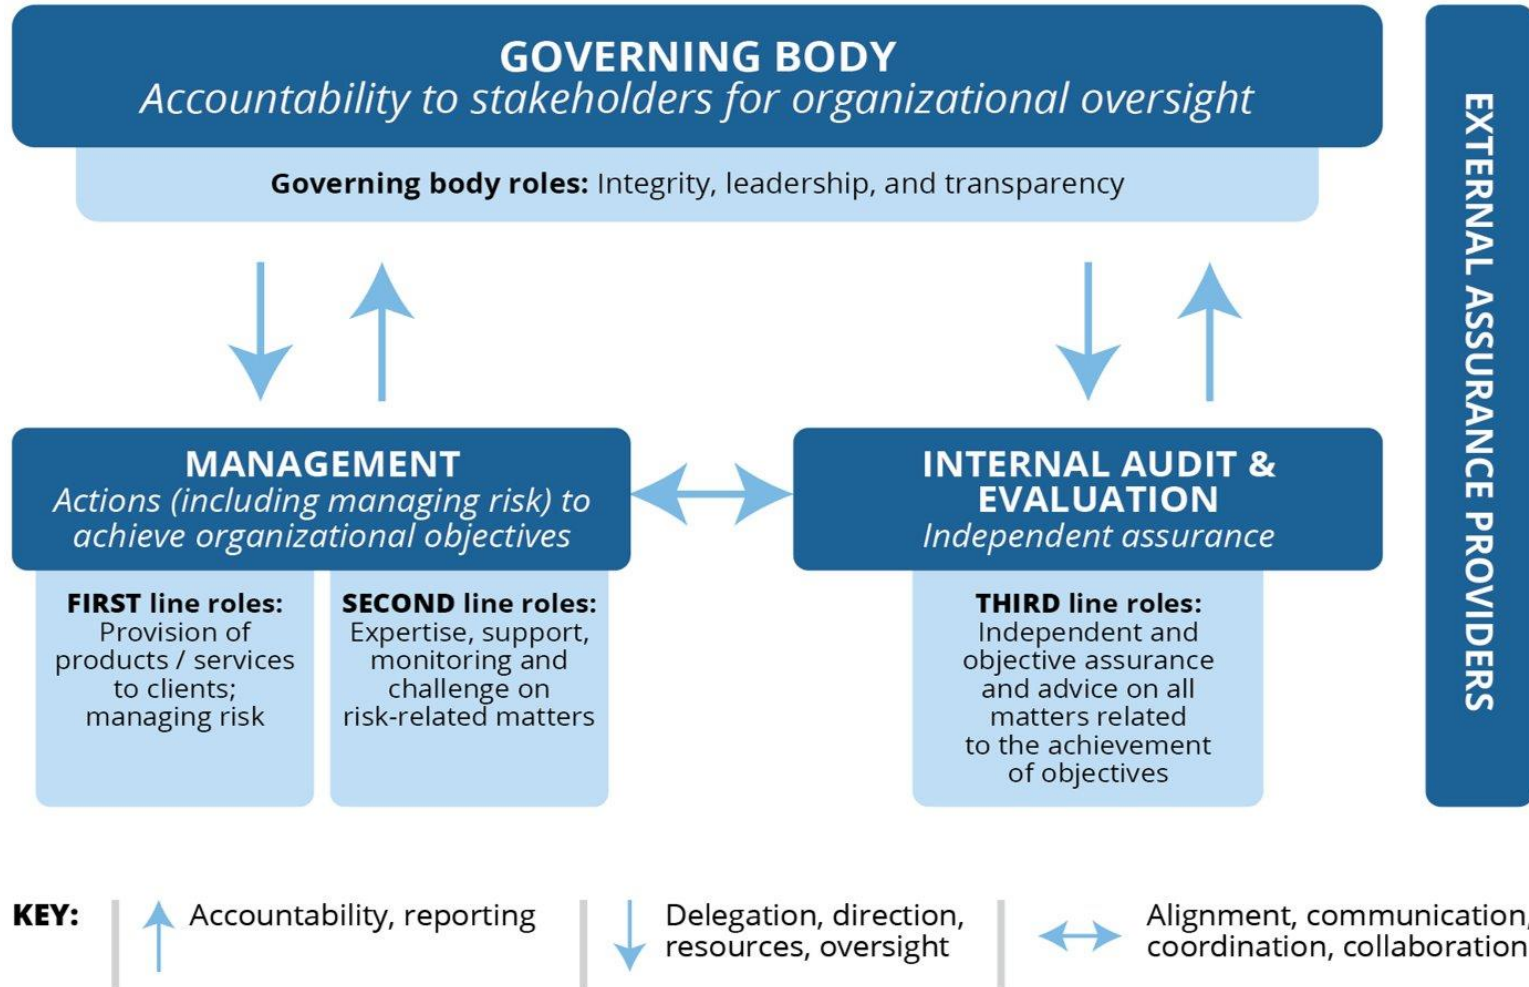 GOVERNING BODY
Accountability to stakeholders for organizational oversight
Governing body roles: Integrity, leadership, and transparency
MANAGEMENT
Actions (including managing risk) to
achieve organizational objectives
FIRST line roles:
Provision of
products / services
to clients;
managing risk
SECOND line roles:
Expertise, support,
monitoring and
challenge on
risk-related matters
INTERNAL AUDIT &
EVALUATION
Independent assurance
THIRD line roles:
Independent and
objective assurance
and advice on all
matters related
to the achievement
of objectives
EXTERNAL ASSURANCE PROVIDERS
KEY:
Accountability, reporting
Delegation, direction,
resources, oversight
Alignment, communication,
coordination, collaboration